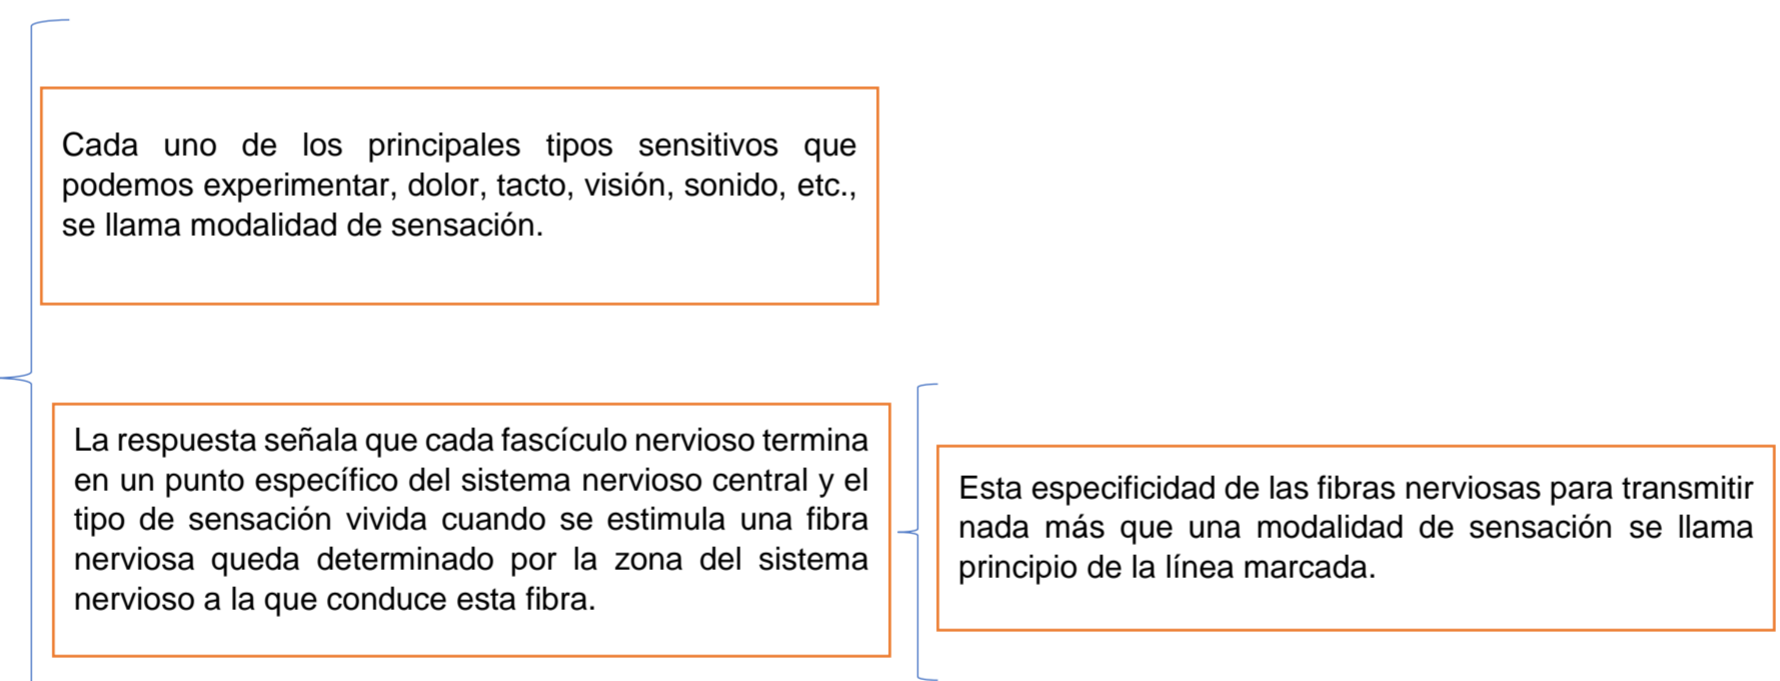 Cada uno de los principales tipos sensitivos que
podemos experimentar, dolor, tacto, visión, sonido, etc.,
se llama modalidad de sensación.
La respuesta señala que cada fascículo nervioso termina
en un punto específico del sistema nervioso central y el
tipo de sensación vivida cuando se estimula una fibra
nerviosa queda determinado por la zona del sistema
nervioso a la que conduce esta fibra.
Esta especificidad de las fibras nerviosas para transmitir
nada más que una modalidad de sensación se llama
principio de la línea marcada.